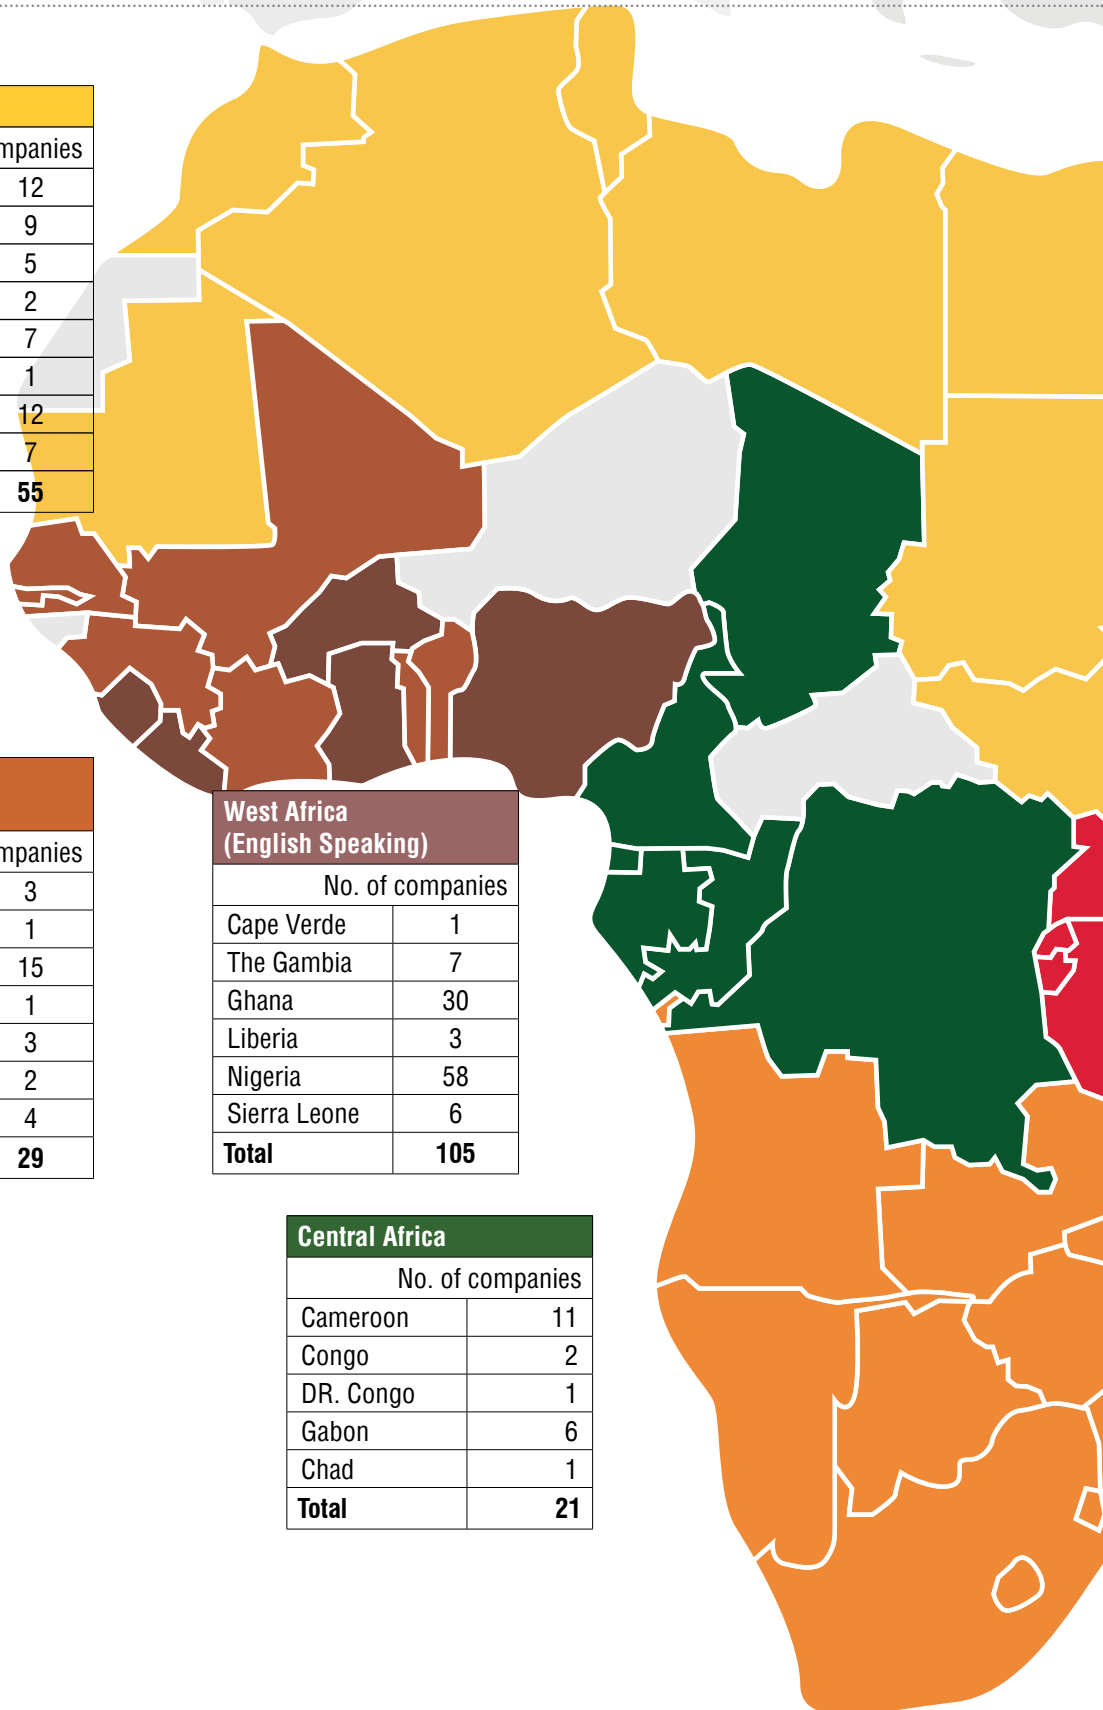 mpanies
12
9
5
2
7
1
12
7
55
mpanies
3
1
15
1
3
2
4
29
West Africa
(English Speaking)
No. of companies
Cape Verde 1
The Gambia 7
Ghana 30
Liberia 3
Nigeria 58
Sierra Leone 6
Total 105
Central Africa
No. of companies
Cameroon 11
Congo 2
DR. Congo 1
Gabon 6
Chad 1
Total 21